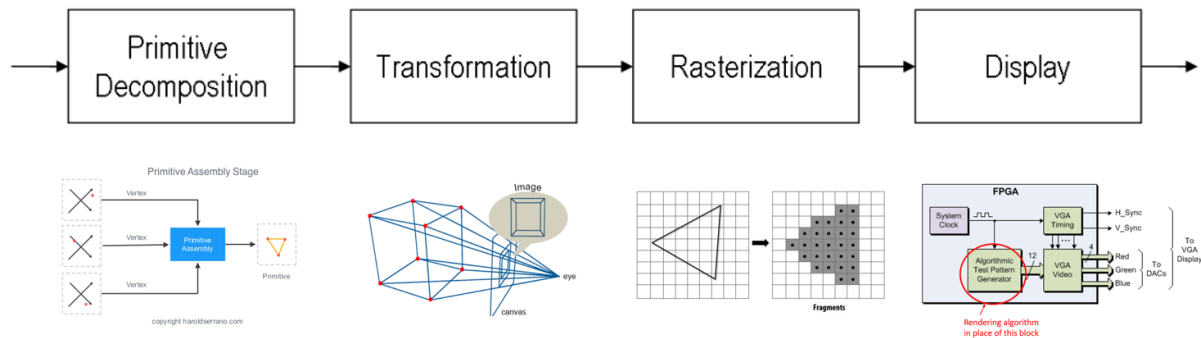 Primitive
Decomposition
Transformation
Rasterization
Display
Primitive Assembly Stage
Vertex
Vertex
Vertex
Primitive
Assembly
Primitive
copyright haroldserrano.com
Image
eye
canvas
Fragments
FPGA
System
Clock
VGA
Timing
H_Sync
V_Sync
Algorithmic
Test Pattern
Generator
12
...
4
VGA
Video
Red
Green
Blue
To
DACs
To
VGA
Display
Rendering algorithm
in place of this block